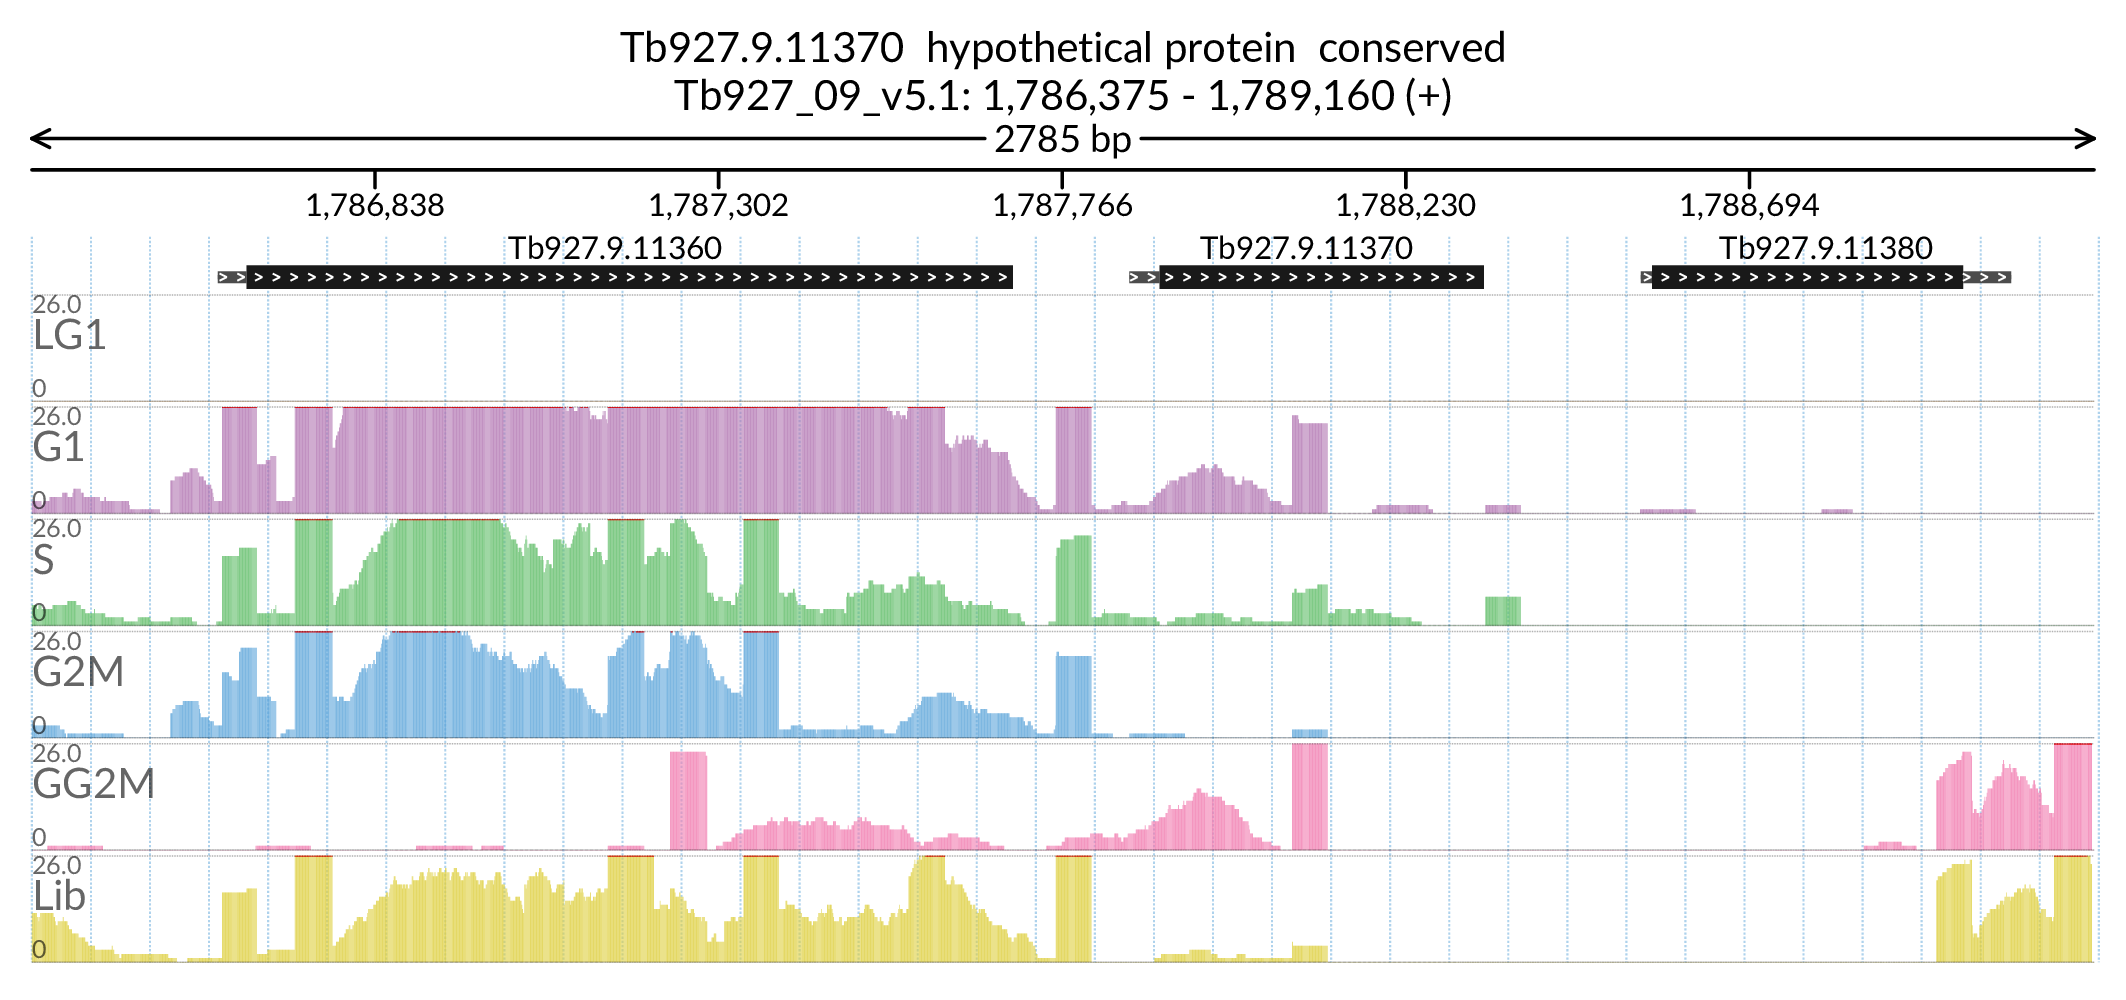 Tb927.9.11370  hypothetical protein  conserved
Tb927_09_v5.1: 1,786,375 - 1,789,160 (+)
2785 bp
1,786,838 1,787,302 1,787,766 1,788,230 1,788,694
Tb927.9.11360 Tb927.9.11370 Tb927.9.11380
26.0
LG1
0
26.0
G1
0
26.0
S
0
26.0
G2M
0
26.0
GG2M
0
26.0
Lib
0